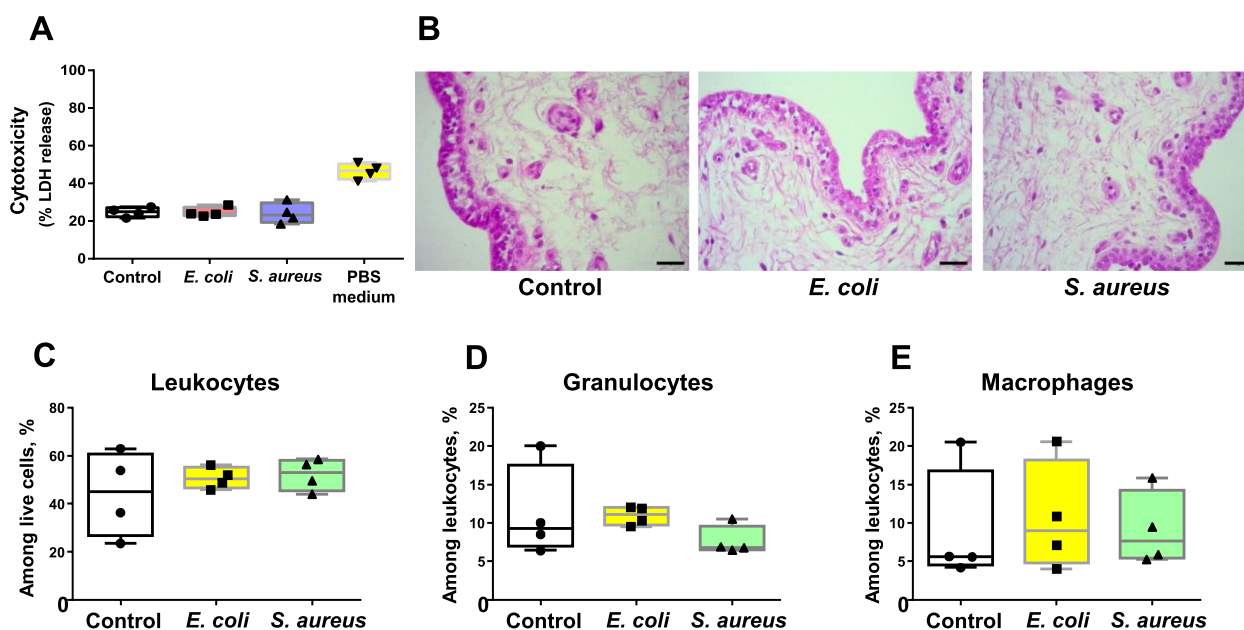 A
Cytotoxicity
(% LDH release)
100
80
60
40
20
0
Control
E. coli
S. aureus
PBS
medium
B
Control
E. coli
S. aureus
C
Leukocytes
Among live cells, %
80
60
40
20
0
Control
E. coli
S. aureus
D
Granulocytes
Among leukocytes, %
25
20
15
10
5
0
Control
E. coli
S. aureus
E
Macrophages
Among leukocytes, %
25
20
15
10
5
0
Control
E. coli
S. aureus